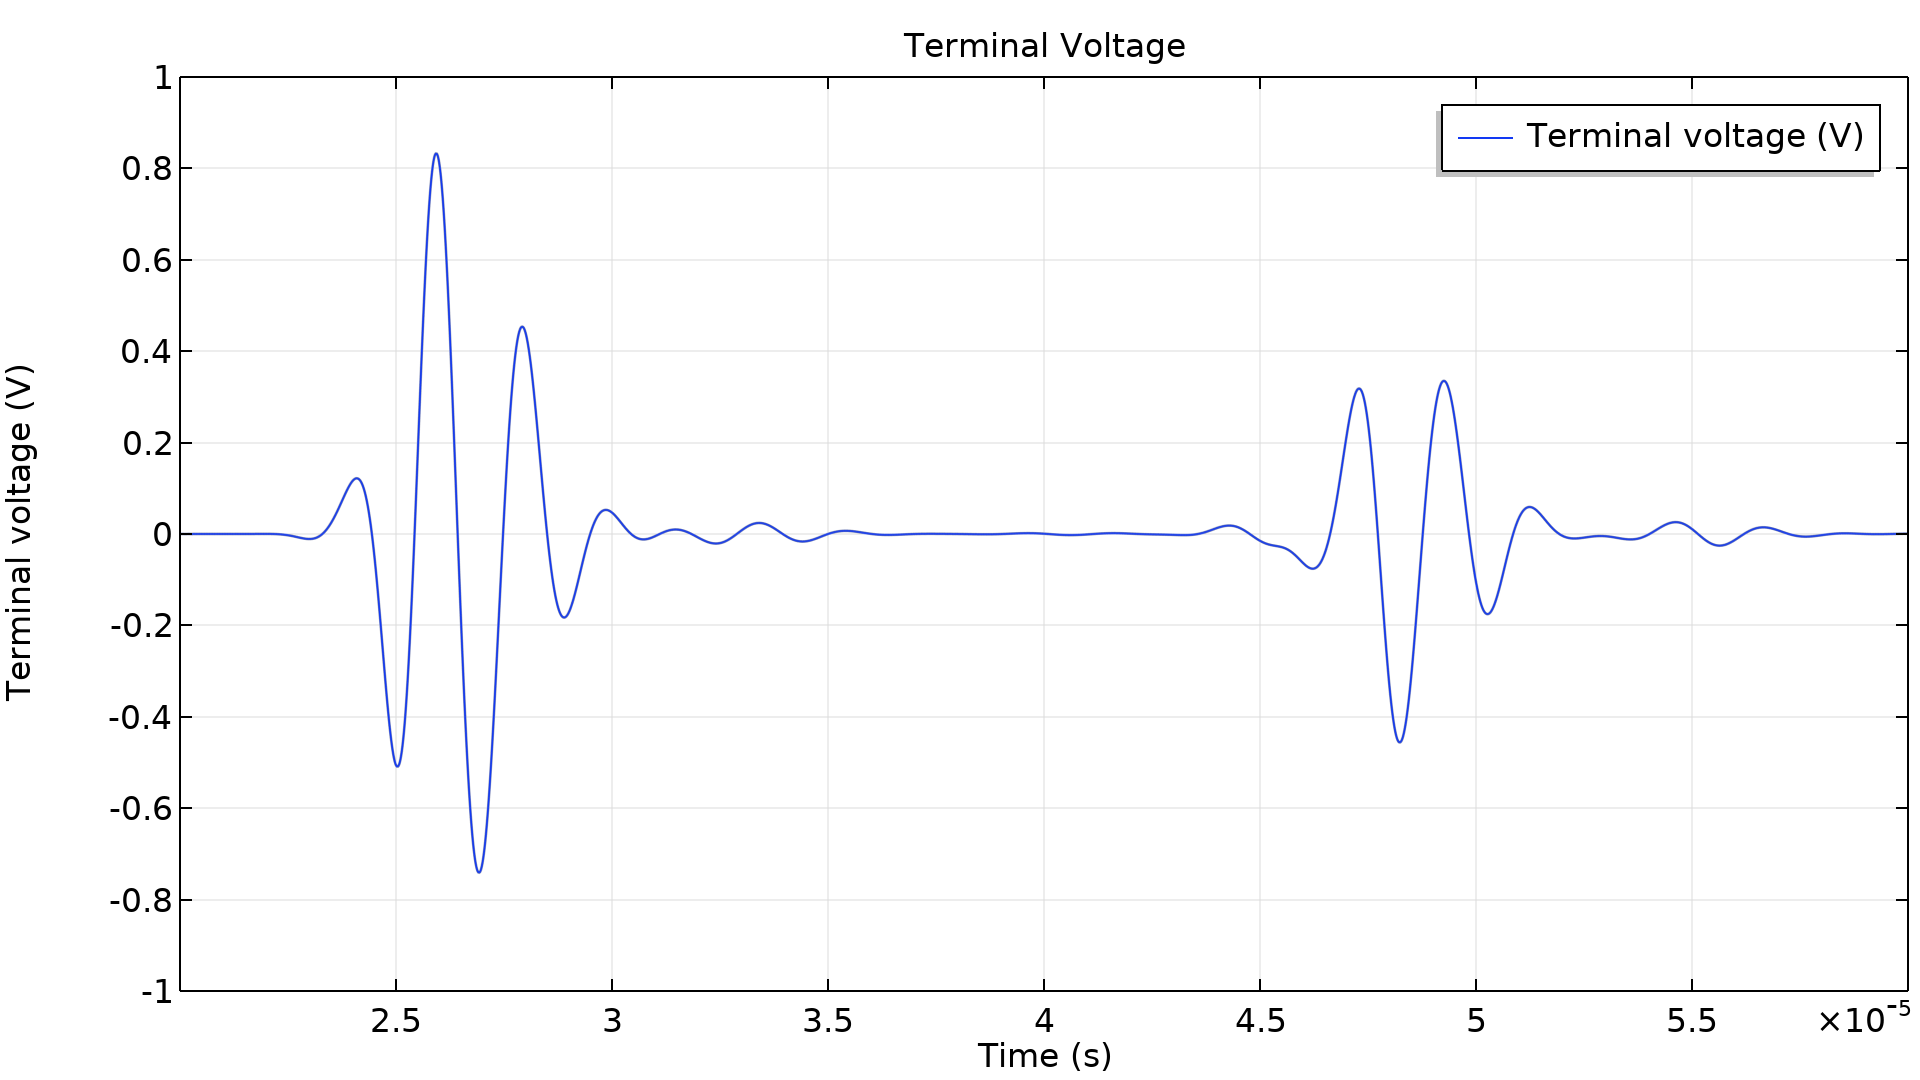 Terminal Voltage
1
0.8
0.6
0.4
0.2
0
-0.2
-0.4
-0.6
-0.8
-1
Terminal voltage (V)
Terminal voltage (V)
2.5 3 3.5 4 4.5 5 5.5 ×10⁻⁵
Time (s)